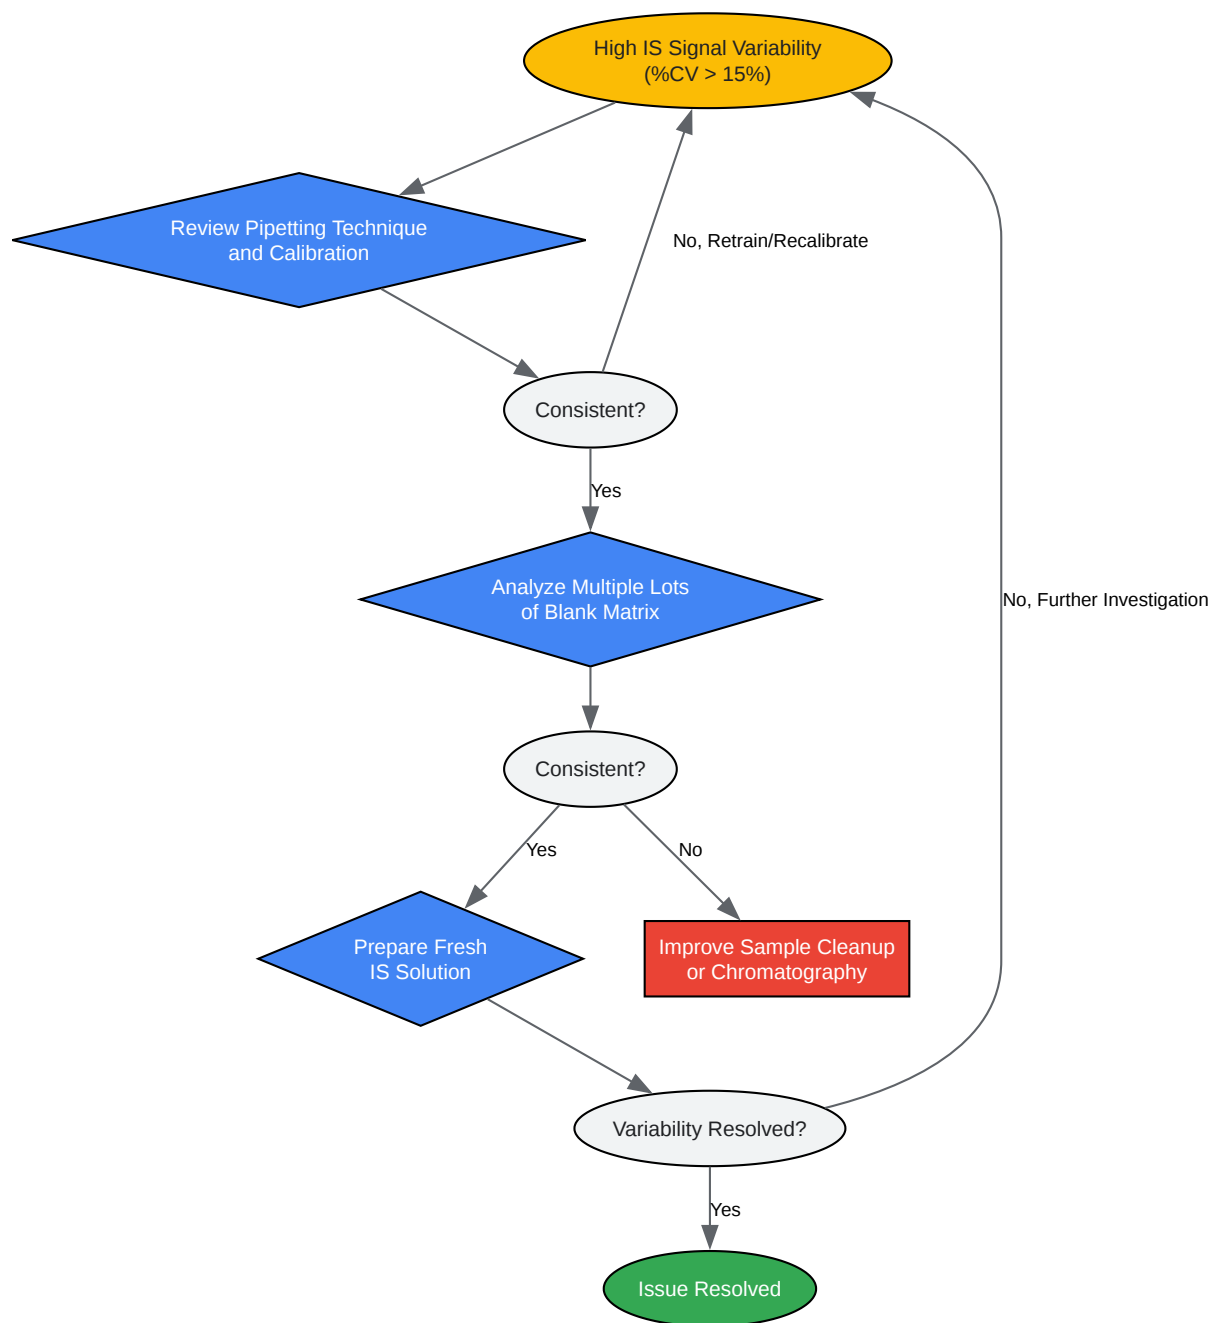 High IS Signal Variability
(%CV > 15%)
Review Pipetting Technique
and Calibration
No, Retrain/Recalibrate
Consistent?
Yes
Analyze Multiple Lots
of Blank Matrix
No, Further Investigation
Consistent?
Yes
No
Prepare Fresh
IS Solution
Improve Sample Cleanup
or Chromatography
Variability Resolved?
Yes
Issue Resolved